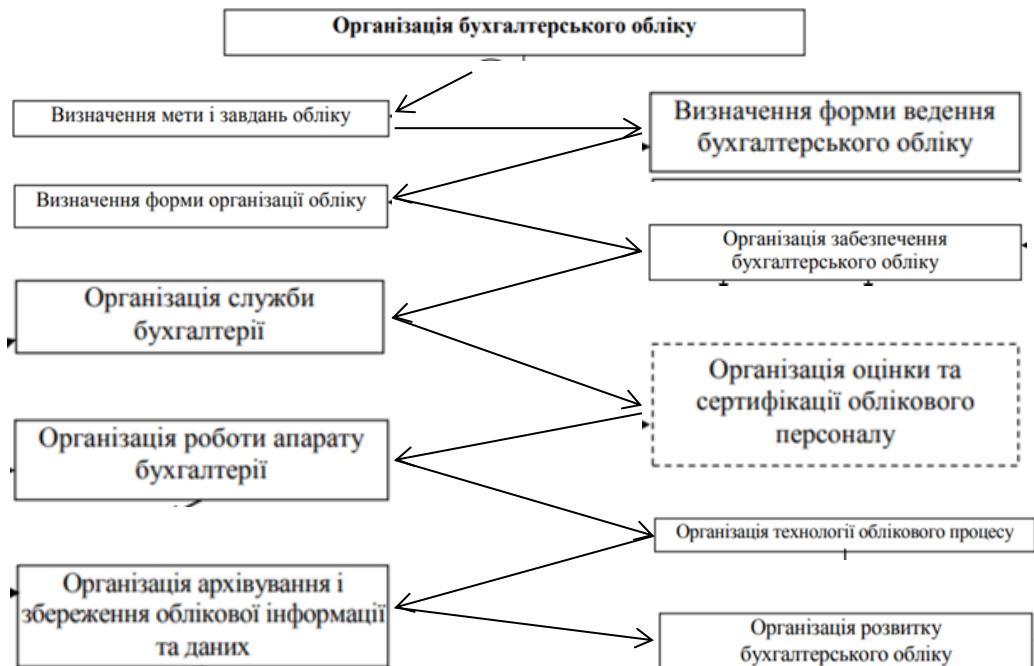 Організація бухгалтерського обліку
Визначення мети і завдань обліку
Визначення форми ведення
бухгалтерського обліку
Визначення форми організації обліку
Організація забезпечення
бухгалтерського обліку
Організація служби
бухгалтерії
Організація оцінки та
сертифікації облікового
персоналу
Організація роботи апарату
бухгалтерії
Організація технології облікового процесу
Організація архівування і
збереження облікової інформації
та даних
Організація розвитку
бухгалтерського обліку